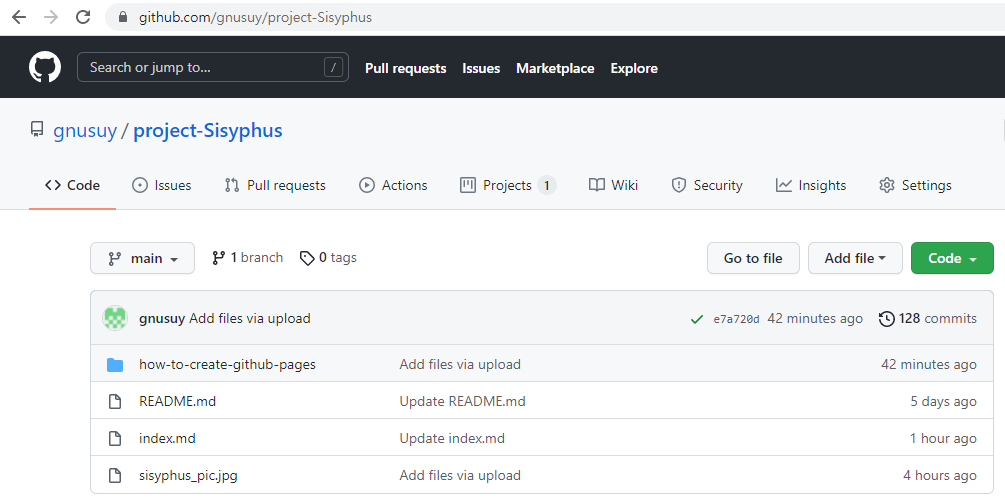 github.com/gnusuy/project-Sisyphus
Search or jump to... / Pull requests Issues Marketplace Explore
gnusuy / project-Sisyphus
Code Issues Pull requests Actions Projects 1 Wiki Security Insights Settings
main 1 branch 0 tags Go to file Add file Code
gnusuy Add files via upload e7a720d 42 minutes ago 128 commits
how-to-create-github-pages Add files via upload 42 minutes ago
README.md Update README.md 5 days ago
index.md Update index.md 1 hour ago
sisyphus_pic.jpg Add files via upload 4 hours ago